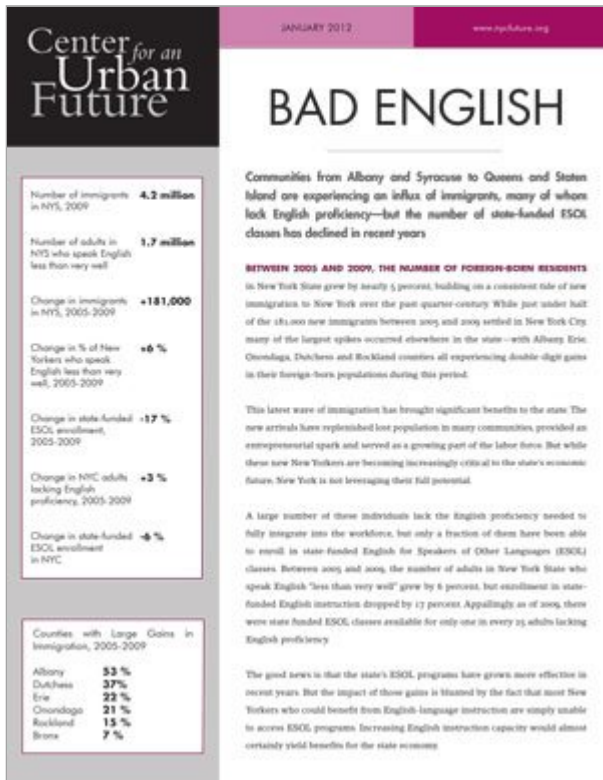 Center for an
Urban
Future
JANUARY 2012
www.nycfuture.org
BAD ENGLISH
Communities from Albany and Syracuse to Queens and Staten
Island are experiencing an influx of immigrants, many of whom
lack English proficiency—but the number of state-funded ESOL
classes has declined in recent years
BETWEEN 2005 AND 2009, THE NUMBER OF FOREIGN-BORN RESIDENTS
in New York State grew by nearly 5 percent, building on a consistent tide of new
immigration to New York over the past quarter-century. While just under half
of the 181,000 new immigrants between 2005 and 2009 settled in New York City,
many of the largest spikes occurred elsewhere in the state—with Albany, Erie,
Onondaga, Dutchess and Rockland counties all experiencing double-digit gains
in their foreign-born populations during this period.
This latest wave of immigration has brought significant benefits to the state. The
new arrivals have replenished lost population in many communities, provided an
entrepreneurial spark and served as a growing part of the labor force. But while
these new New Yorkers are becoming increasingly critical to the state's economic
future, New York is not leveraging their full potential.
A large number of these individuals lack the English proficiency needed to
fully integrate into the workforce, but only a fraction of them have been able
to enroll in state-funded English for Speakers of Other Languages (ESOL)
classes. Between 2005 and 2009, the number of adults in New York State who
speak English "less than very well" grew by 6 percent, but enrollment in state-
funded English instruction dropped by 17 percent. Appallingly, as of 2009, there
were state funded ESOL classes available for only one in every 25 adults lacking
English proficiency.
The good news is that the state's ESOL programs have grown more effective in
recent years. But the impact of those gains is blunted by the fact that most New
Yorkers who could benefit from English-language instruction are simply unable
to access ESOL programs. Increasing English instruction capacity would almost
certainly yield benefits for the state economy.
Number of immigrants 4.2 million
in NYS, 2009
Number of adults in 1.7 million
NYS who speak English
less than very well
Change in immigrants +181,000
in NYS, 2005-2009
Change in % of New +6 %
Yorkers who speak
English less than very
well, 2005-2009
Change in state-funded -17 %
ESOL enrollment,
2005-2009
Change in NYC adults +3 %
lacking English
proficiency, 2005-2009
Change in state-funded -6 %
ESOL enrollment
in NYC
Counties with Large Gains in
Immigration, 2005-2009
Albany 53 %
Dutchess 37%
Erie 22 %
Onondaga 21 %
Rockland 15 %
Bronx 7 %